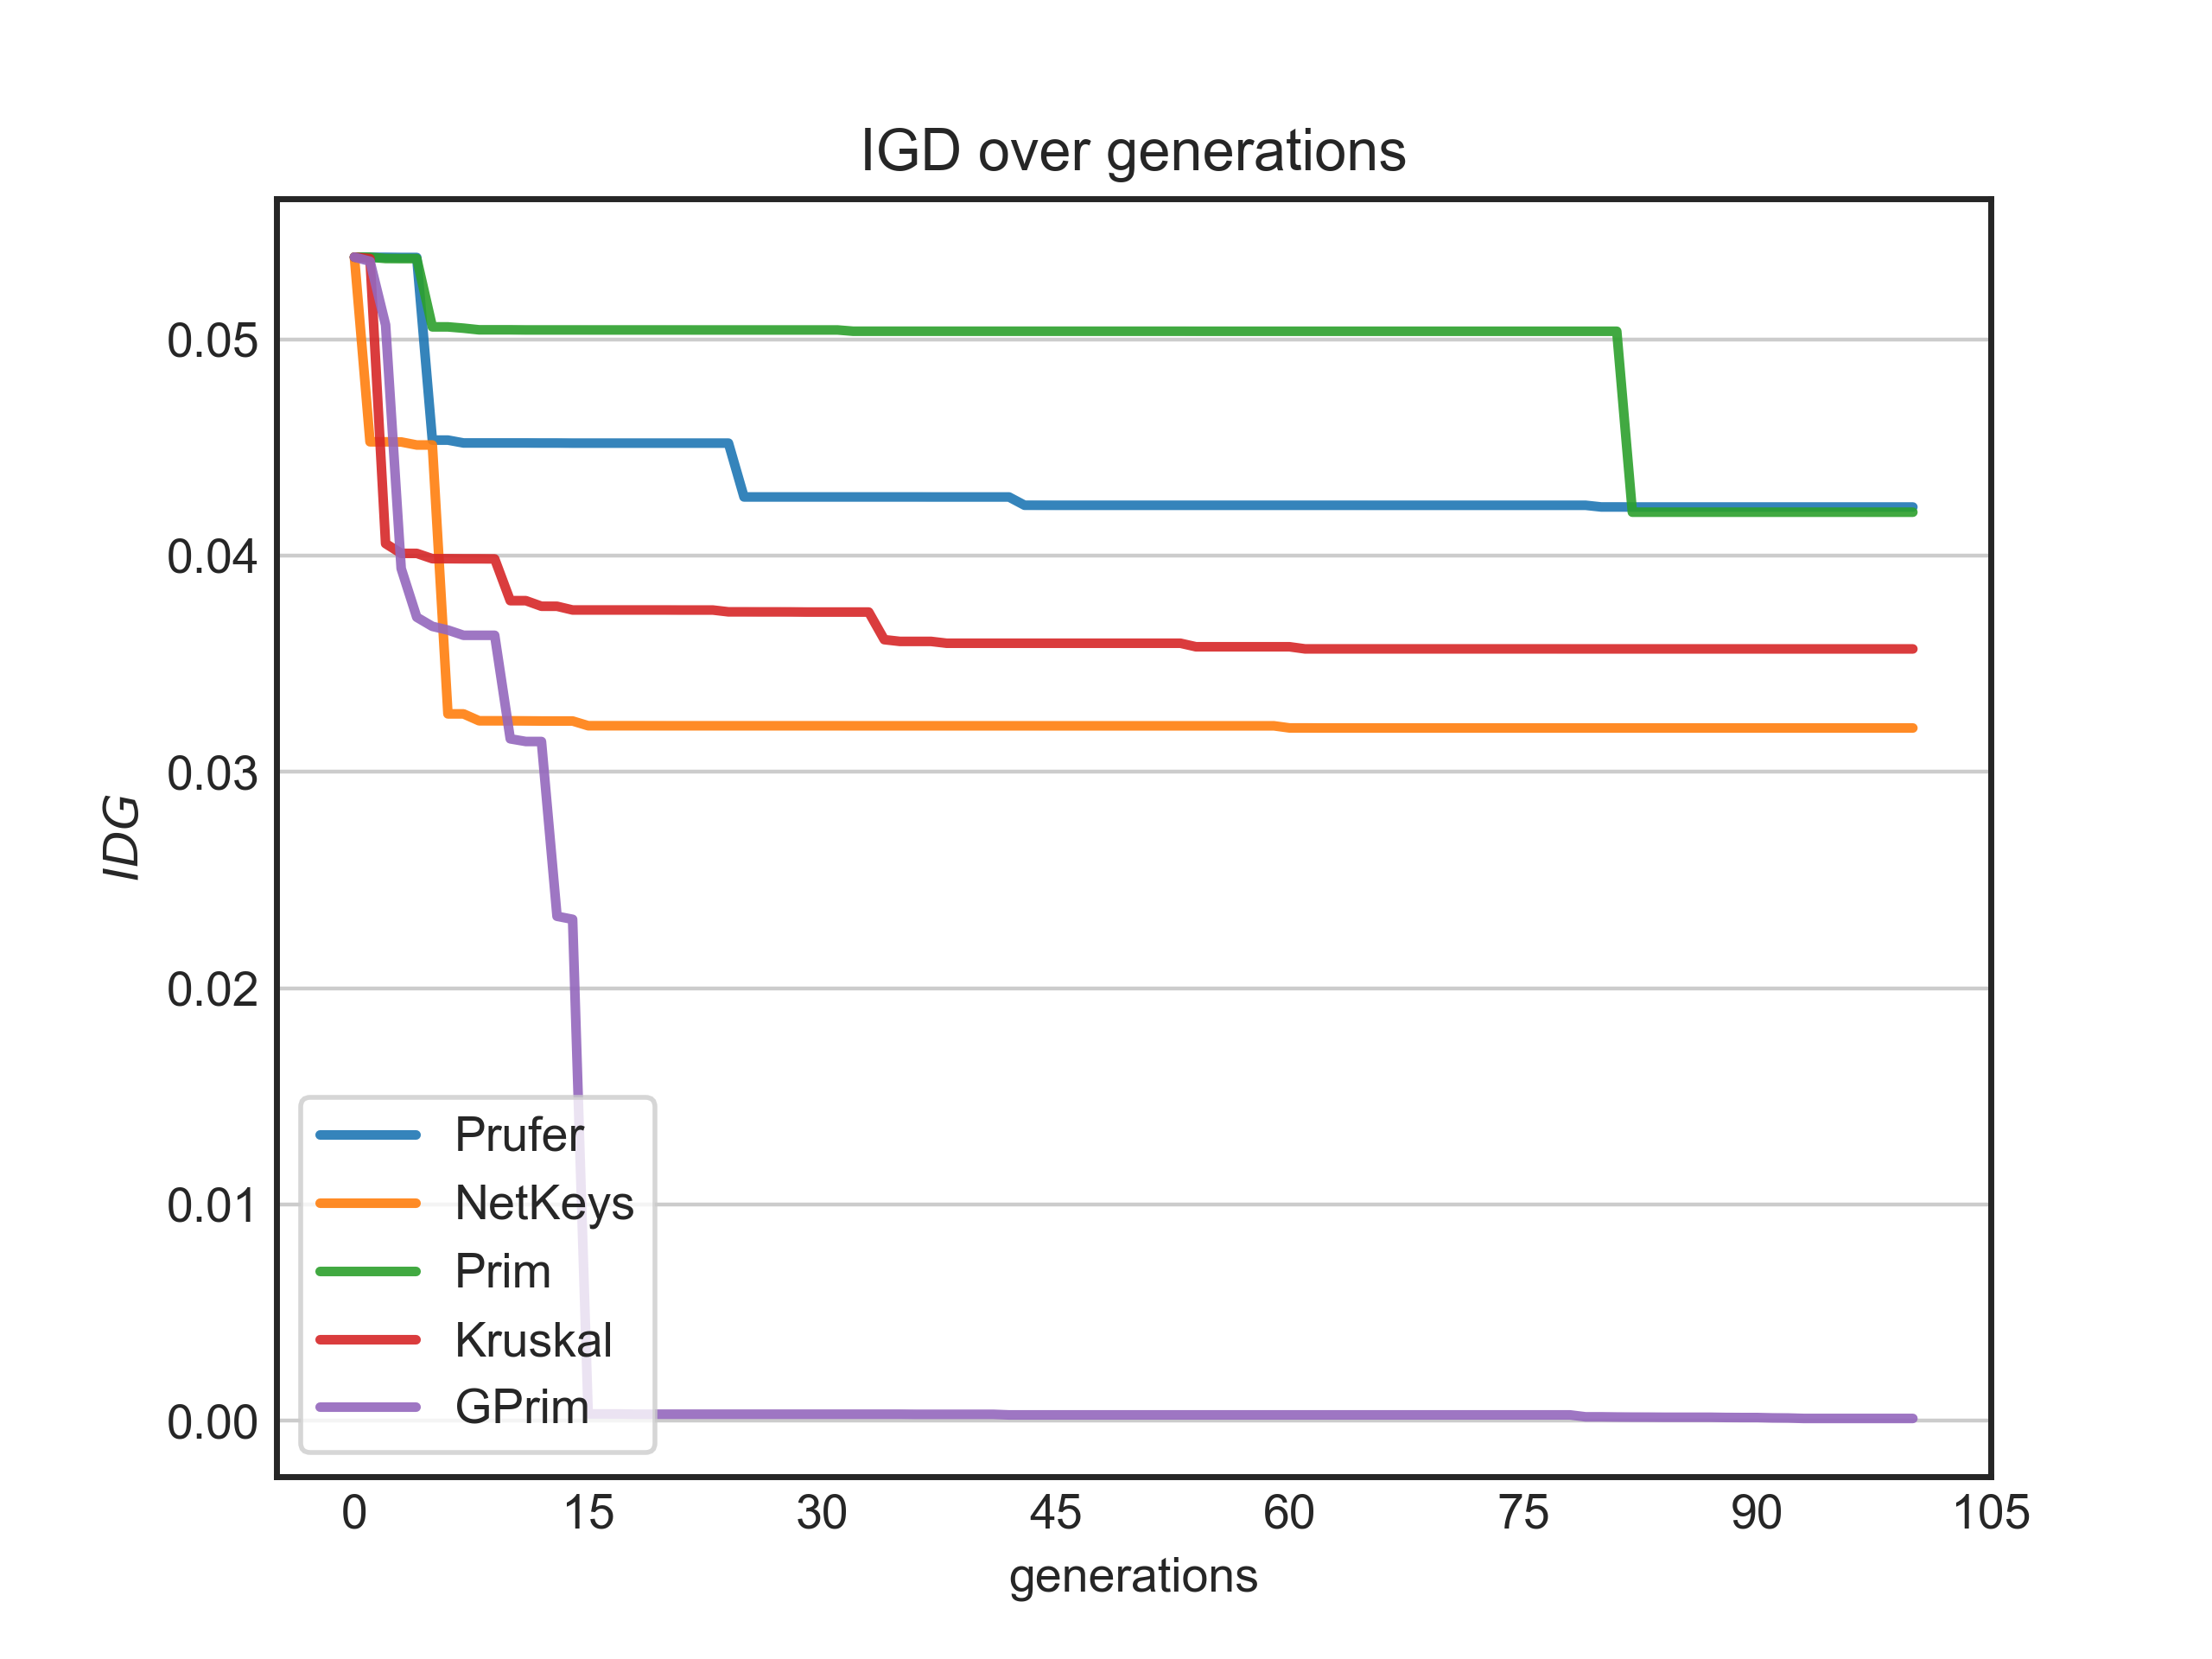 IGD over generations
0.05
0.04
0.03
0.02
0.01
0.00
IDG
Prufer
NetKeys
Prim
Kruskal
GPrim
0 15 30 45 60 75 90 105
generations